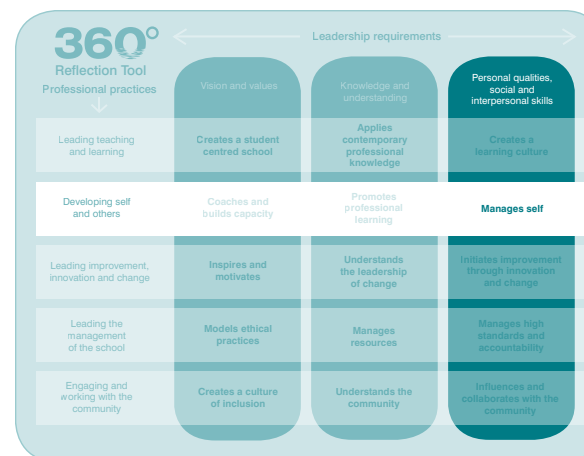 360°
Reflection Tool
Professional practices
Leadership requirements
Vision and values
Knowledge and
understanding
Personal qualities,
social and
interpersonal skills
Leading teaching
and learning
Creates a student
centred school
Applies
contemporary
professional
knowledge
Creates a
learning culture
Developing self
and others
Coaches and
builds capacity
Promotes
professional
learning
Manages self
Leading improvement,
innovation and change
Inspires and
motivates
Understands
the leadership
of change
Initiates improvement
through innovation
and change
Leading the
management
of the school
Models ethical
practices
Manages
resources
Manages high
standards and
accountability
Engaging and
working with the
community
Creates a culture
of inclusion
Understands the
community
Influences and
collaborates with the
community